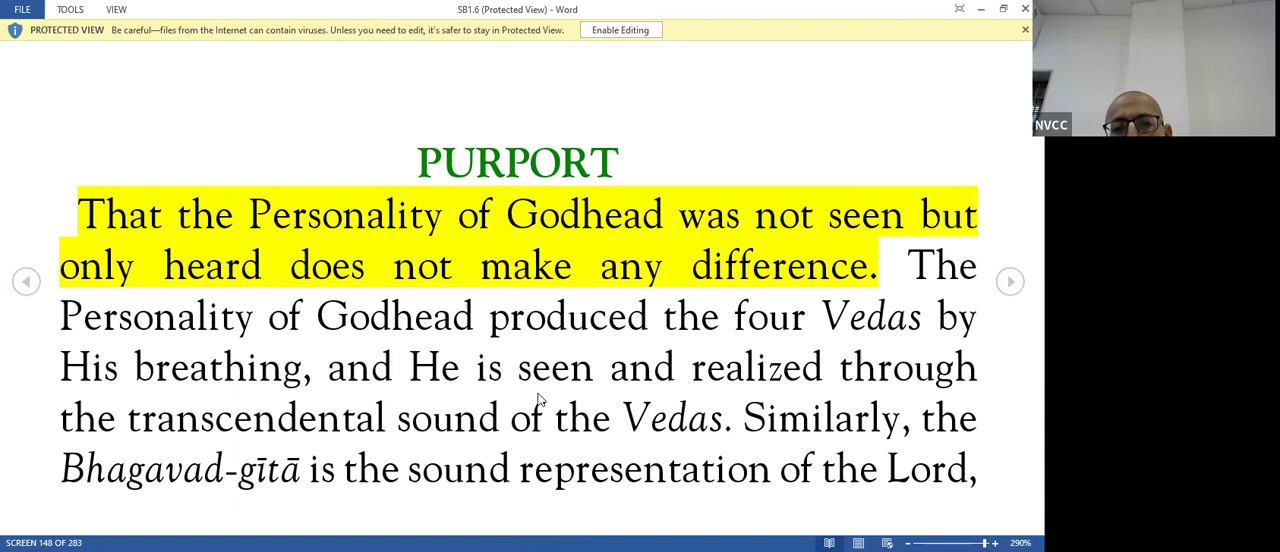 FILE TOOLS VIEW SB1.6 (Protected View) - Word
PROTECTED VIEW Be careful—files from the Internet can contain viruses. Unless you need to edit, it's safer to stay in Protected View. Enable Editing
NVCC
PURPORT
That the Personality of Godhead was not seen but
only heard does not make any difference. The
Personality of Godhead produced the four Vedas by
His breathing, and He is seen and realized through
the transcendental sound of the Vedas. Similarly, the
Bhagavad-gītā is the sound representation of the Lord,
SCREEN 148 OF 283 290%